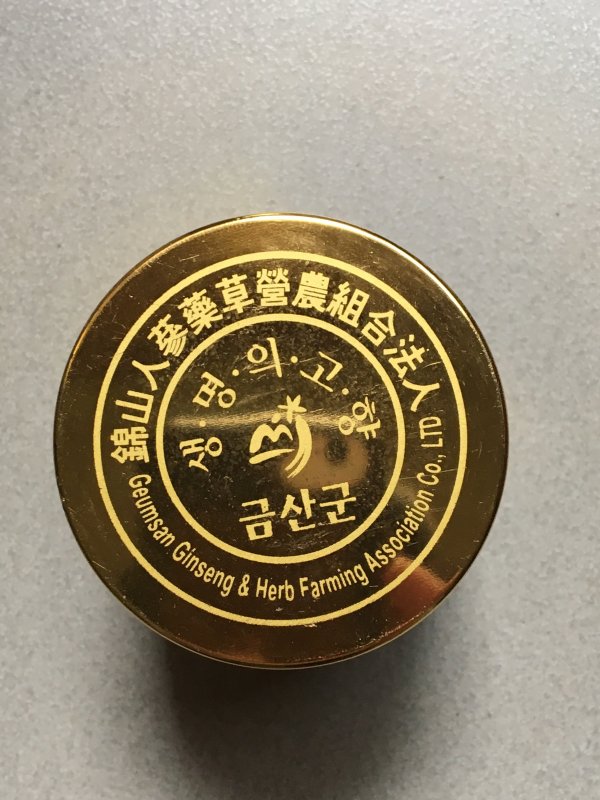 錦山人蔘藥草營農組合法人
Geumsan Ginseng & Herb Farming Association Co., LTD
생·명·의·고·향
금산군